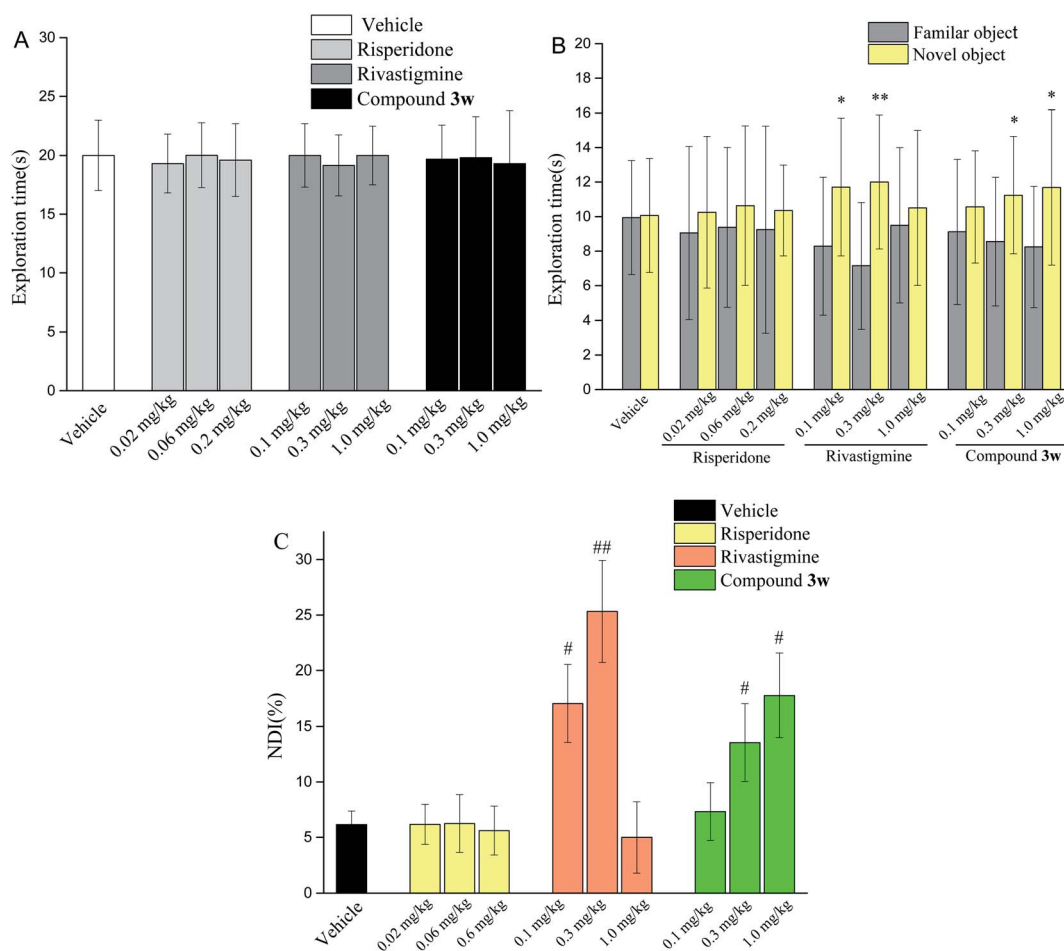 A
Vehicle
Risperidone
Rivastigmine
Compound 3w
Exploration time(s)
30
25
20
15
10
5
0
Vehicle
0.02 mg/kg
0.06 mg/kg
0.2 mg/kg
0.1 mg/kg
0.3 mg/kg
1.0 mg/kg
0.1 mg/kg
0.3 mg/kg
1.0 mg/kg
B
Familar object
Novel object
Exploration time(s)
20
18
16
14
12
10
8
6
4
2
0
*
**
*
*
Vehicle
0.02 mg/kg
0.06 mg/kg
0.2 mg/kg
0.1 mg/kg
0.3 mg/kg
1.0 mg/kg
0.1 mg/kg
0.3 mg/kg
1.0 mg/kg
Risperidone
Rivastigmine
Compound 3w
C
Vehicle
Risperidone
Rivastigmine
Compound 3w
NDI(%)
30
25
20
15
10
5
0
#
##
#
#
Vehicle
0.02 mg/kg
0.06 mg/kg
0.6 mg/kg
0.1 mg/kg
0.3 mg/kg
1.0 mg/kg
0.1 mg/kg
0.3 mg/kg
1.0 mg/kg